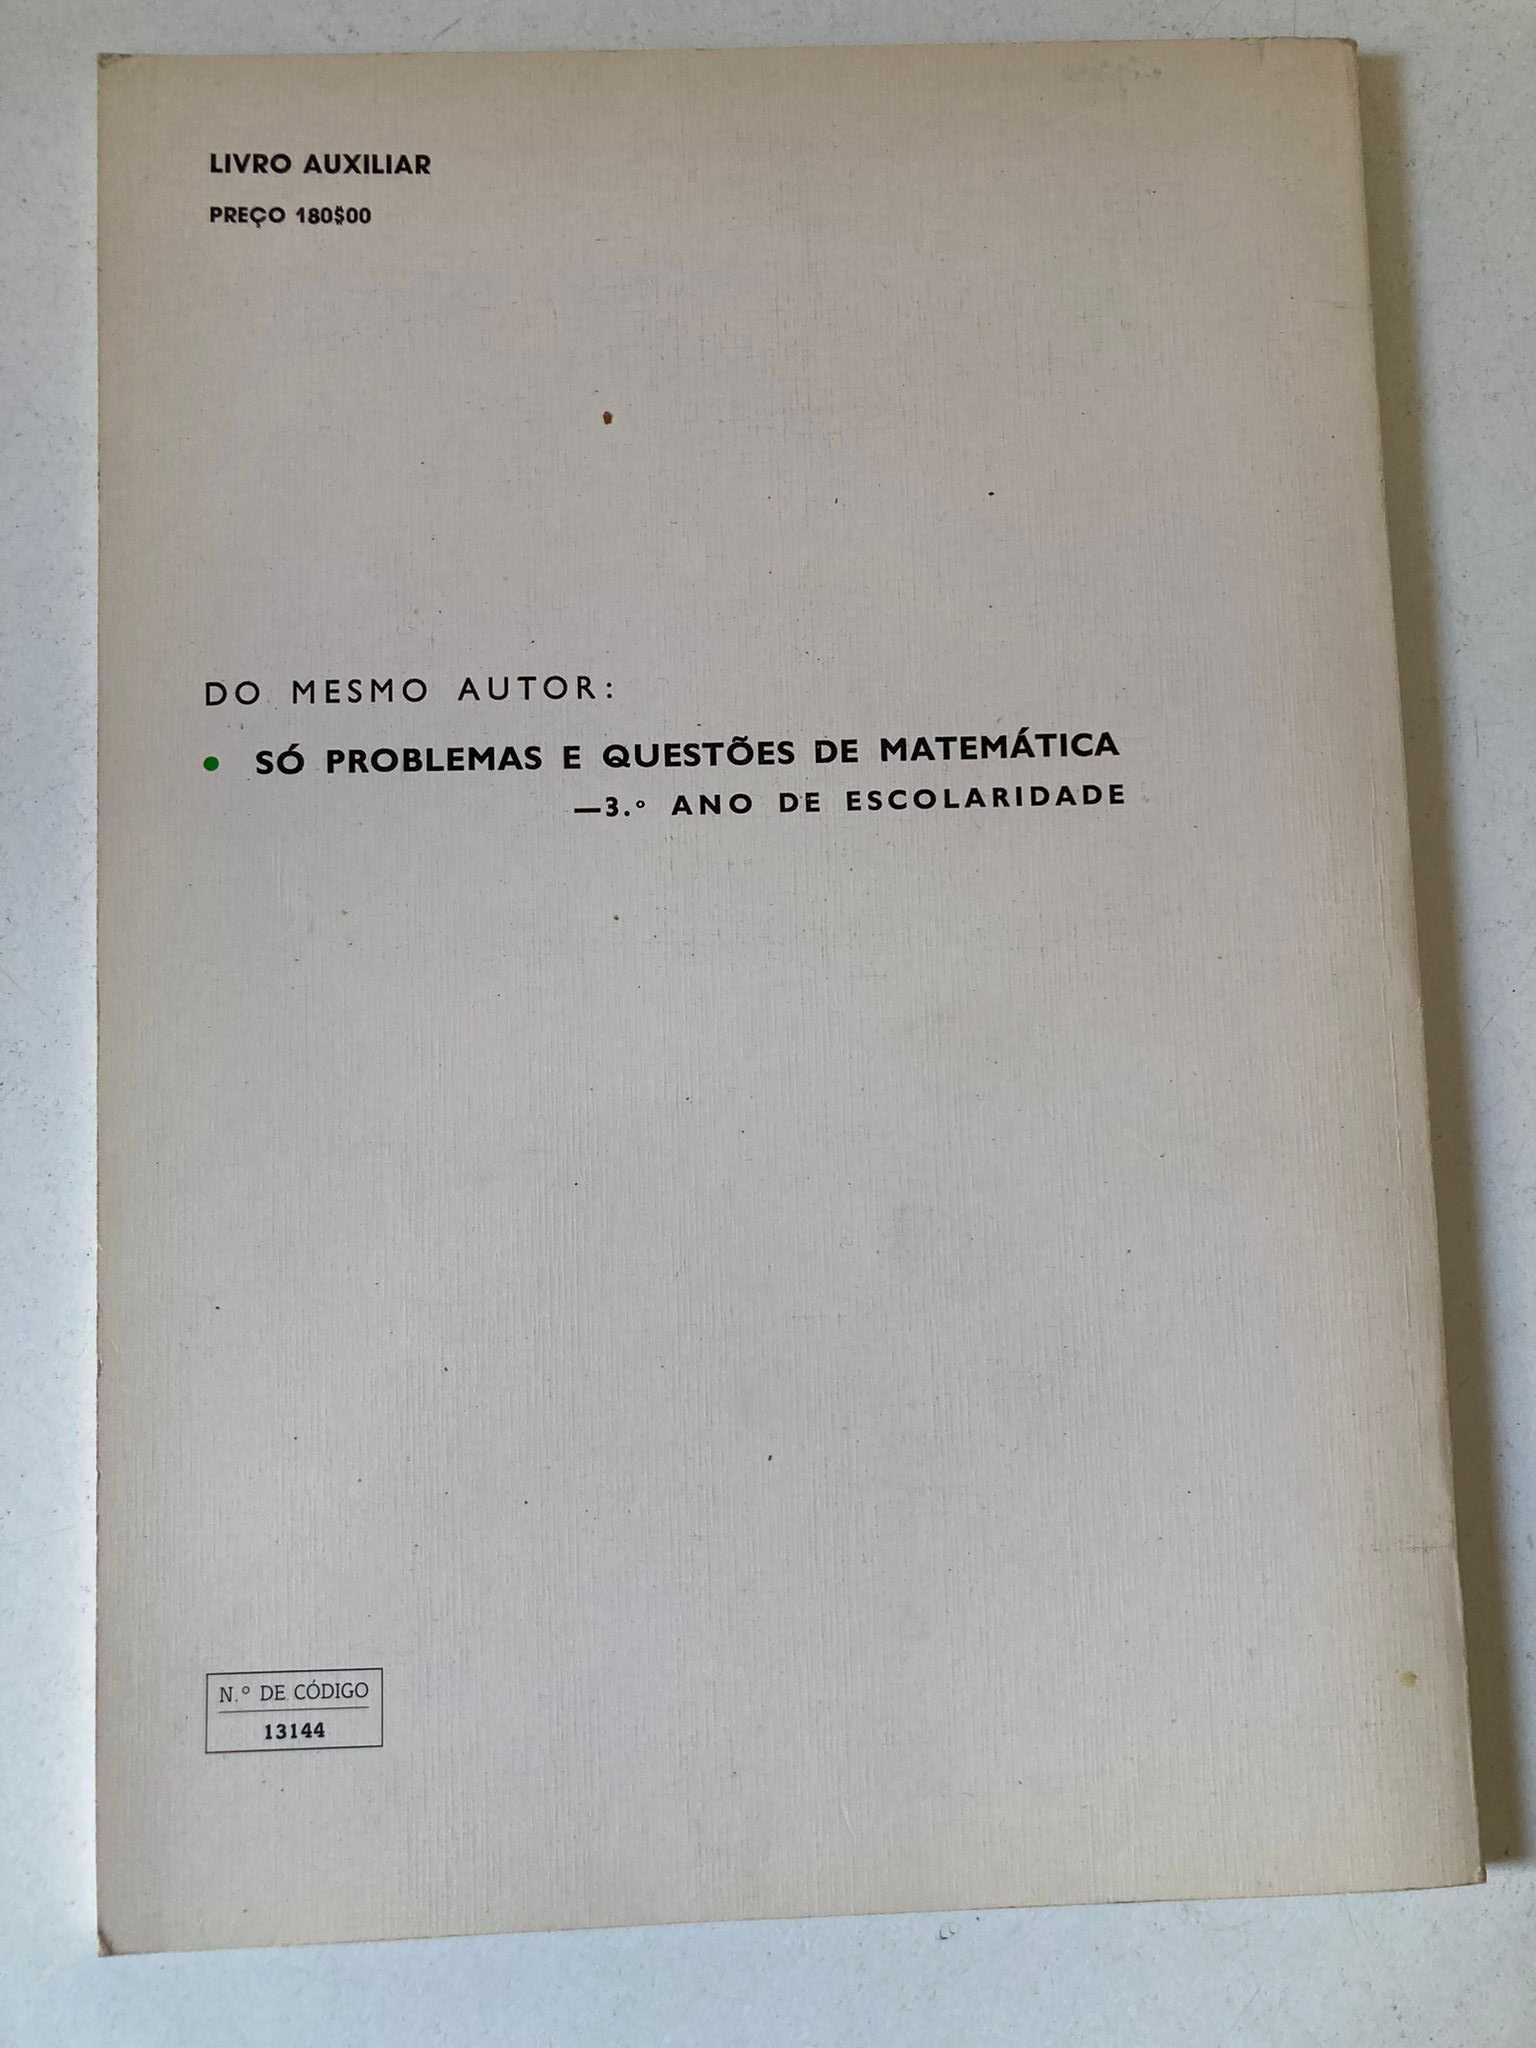 LIVRO AUXILIAR
PREÇO 180$00
DO MESMO AUTOR:
• SÓ PROBLEMAS E QUESTÕES DE MATEMÁTICA
—3.º ANO DE ESCOLARIDADE
N.º DE CÓDIGO
13144